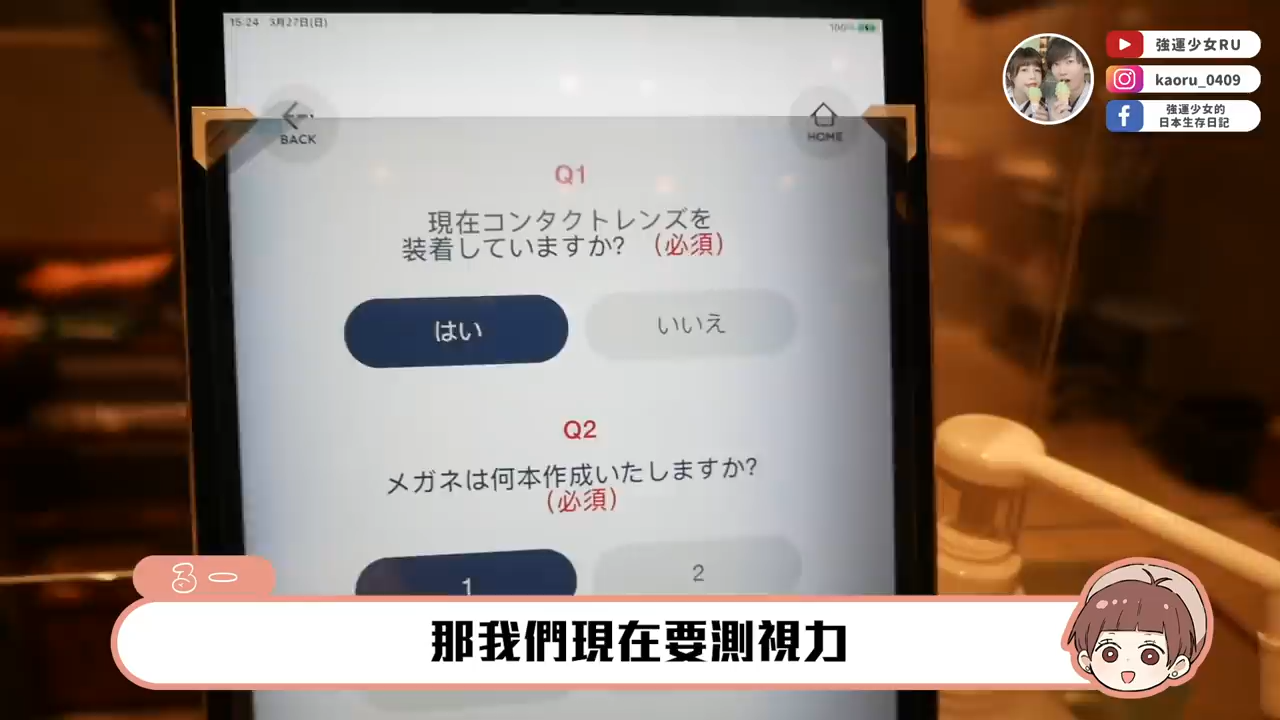 15:24 3月27日(日)
100%
強運少女RU
kaoru_0409
強運少女的
日本生存日記
BACK
HOME
Q1
現在コンタクトレンズを
装着していますか? (必須)
はい
いいえ
Q2
メガネは何本作成いたしますか?
(必須)
1
2
る一
那我們現在要測視力